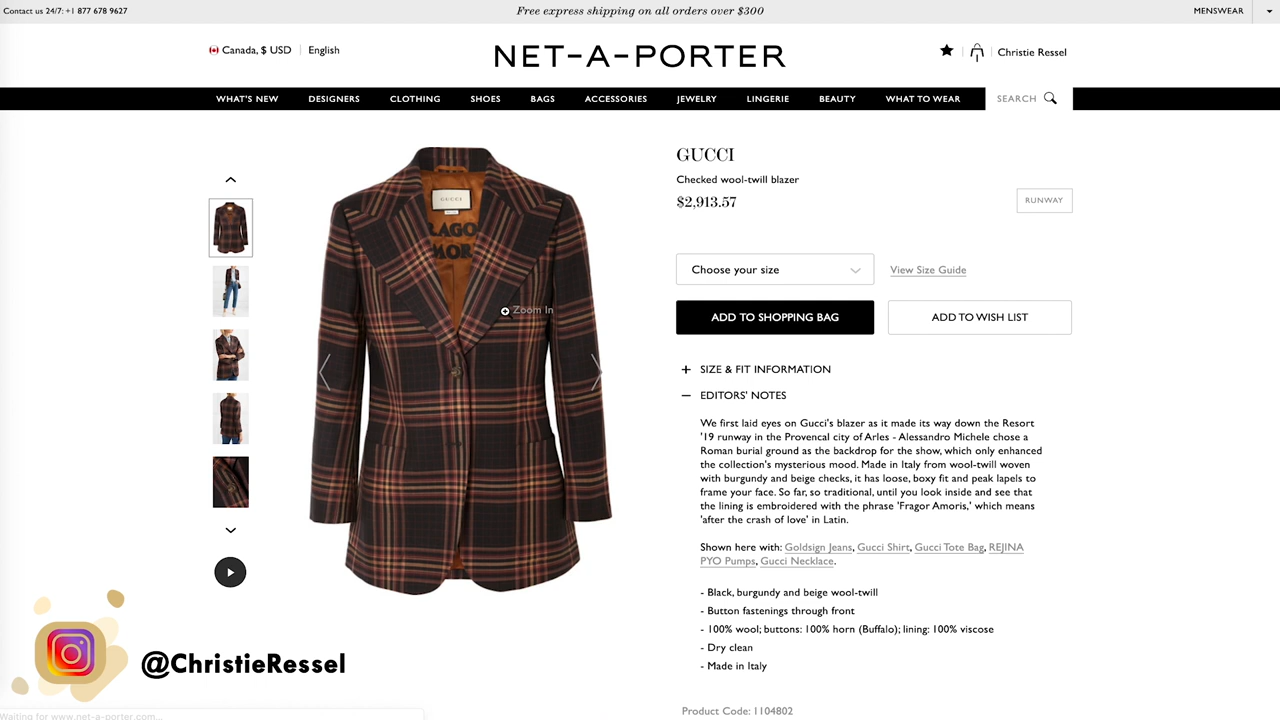 Contact us 24/7: +1 877 678 9627
Free express shipping on all orders over $300
MENSWEAR
Canada, $ USD
English
NET-A-PORTER
Christie Ressel
WHAT'S NEW
DESIGNERS
CLOTHING
SHOES
BAGS
ACCESSORIES
JEWELRY
LINGERIE
BEAUTY
WHAT TO WEAR
SEARCH
GUCCI
RAGO
MOR
Zoom In
GUCCI
Checked wool-twill blazer
$2,913.57
RUNWAY
Choose your size
View Size Guide
ADD TO SHOPPING BAG
ADD TO WISH LIST
+ SIZE & FIT INFORMATION
− EDITORS' NOTES
We first laid eyes on Gucci's blazer as it made its way down the Resort
'19 runway in the Provencal city of Arles - Alessandro Michele chose a
Roman burial ground as the backdrop for the show, which only enhanced
the collection's mysterious mood. Made in Italy from wool-twill woven
with burgundy and beige checks, it has loose, boxy fit and peak lapels to
frame your face. So far, so traditional, until you look inside and see that
the lining is embroidered with the phrase 'Fragor Amoris,' which means
'after the crash of love' in Latin.
Shown here with: Goldsign Jeans, Gucci Shirt, Gucci Tote Bag, REJINA
PYO Pumps, Gucci Necklace.
- Black, burgundy and beige wool-twill
- Button fastenings through front
- 100% wool; buttons: 100% horn (Buffalo); lining: 100% viscose
- Dry clean
- Made in Italy
Product Code: 1104802
@ChristieRessel
Waiting for www.net-a-porter.com...